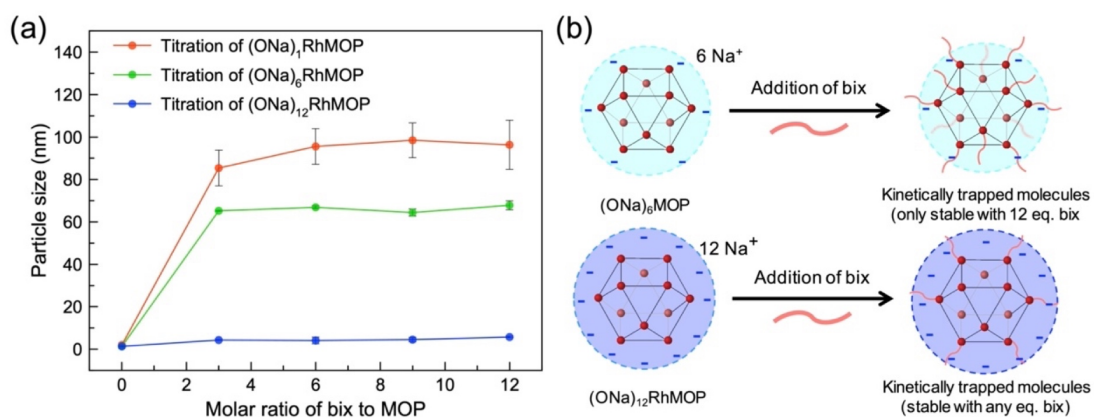 (a)
140
120
100
80
60
40
20
0
Particle size (nm)
Titration of (ONa)₁RhMOP
Titration of (ONa)₆RhMOP
Titration of (ONa)₁₂RhMOP
0
2
4
6
8
10
12
Molar ratio of bix to MOP
(b)
6 Na⁺
Addition of bix
(ONa)₆MOP
Kinetically trapped molecules
(only stable with 12 eq. bix
12 Na⁺
Addition of bix
(ONa)₁₂RhMOP
Kinetically trapped molecules
(stable with any eq. bix)